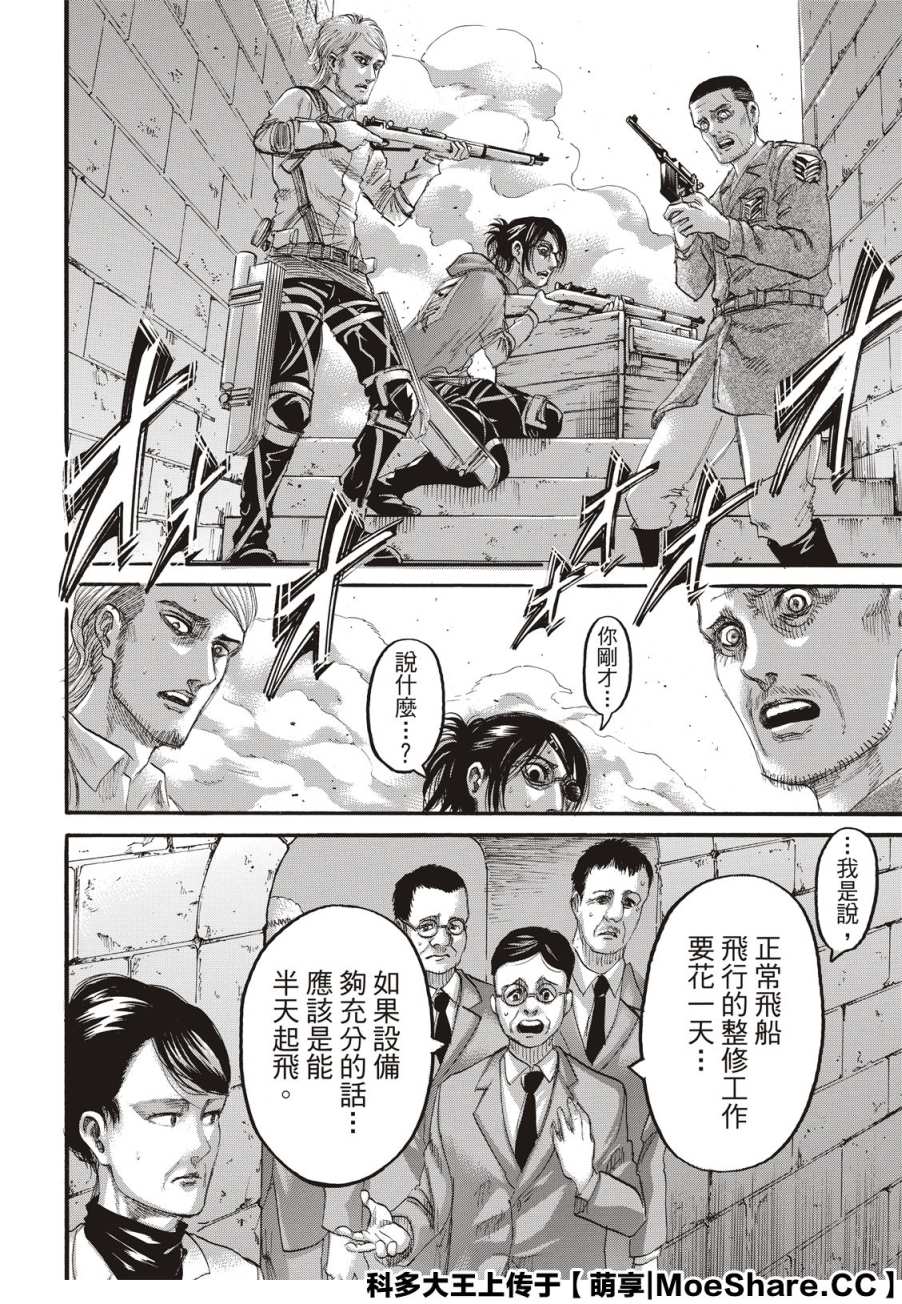 你剛才…
說什麼…?
…我是說，
正常飛船
飛行的整修工作
要花一天…
如果設備
夠充分的話…
應該是能
半天起飛。
科多大王上传于【萌享|MoeShare.CC】